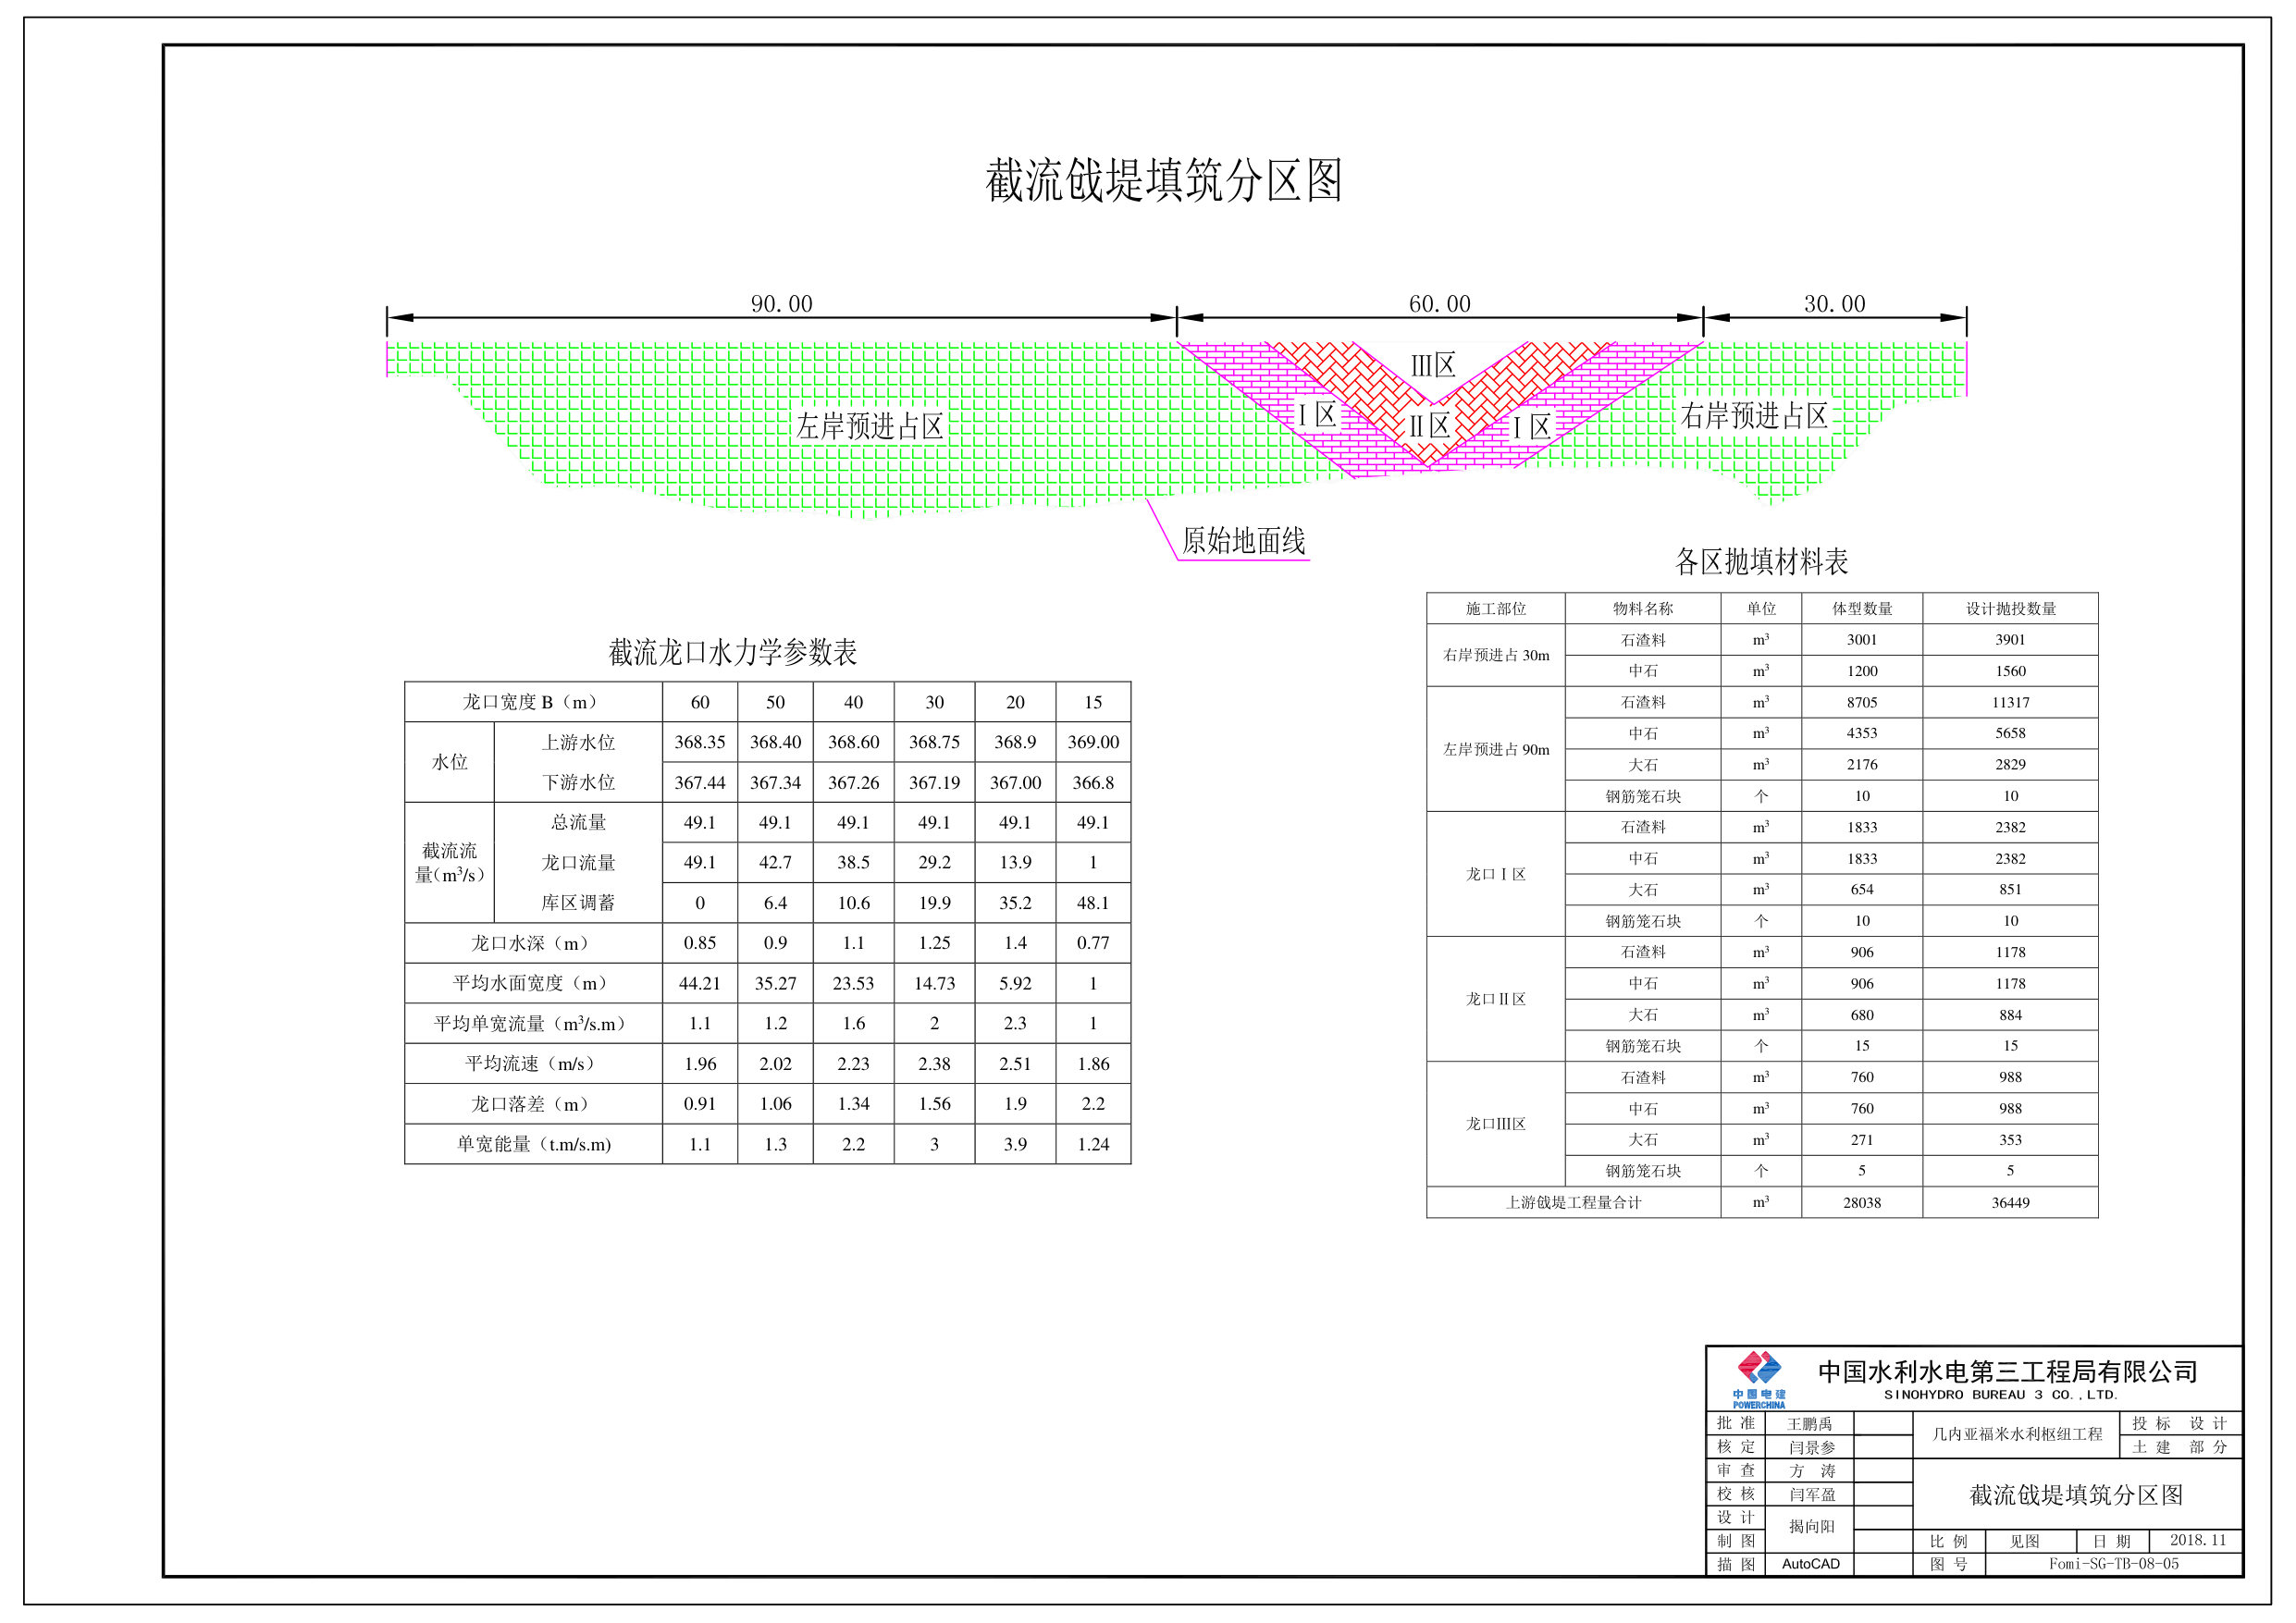 截流戗堤填筑分区图
90.00 60.00 30.00
III区
左岸预进占区
I区
II区
I区
右岸预进占区
原始地面线
截流龙口水力学参数表
龙口宽度 B（m） 60 50 40 30 20 15
水位 上游水位 368.35 368.40 368.60 368.75 368.9 369.00
下游水位 367.44 367.34 367.26 367.19 367.00 366.8
截流流量(m³/s) 总流量 49.1 49.1 49.1 49.1 49.1 49.1
龙口流量 49.1 42.7 38.5 29.2 13.9 1
库区调蓄 0 6.4 10.6 19.9 35.2 48.1
龙口水深（m） 0.85 0.9 1.1 1.25 1.4 0.77
平均水面宽度（m） 44.21 35.27 23.53 14.73 5.92 1
平均单宽流量（m³/s.m） 1.1 1.2 1.6 2 2.3 1
平均流速（m/s） 1.96 2.02 2.23 2.38 2.51 1.86
龙口落差（m） 0.91 1.06 1.34 1.56 1.9 2.2
单宽能量（t.m/s.m) 1.1 1.3 2.2 3 3.9 1.24
各区抛填材料表
施工部位 物料名称 单位 体型数量 设计抛投数量
右岸预进占 30m 石渣料 m³ 3001 3901
中石 m³ 1200 1560
左岸预进占 90m 石渣料 m³ 8705 11317
中石 m³ 4353 5658
大石 m³ 2176 2829
钢筋笼石块 个 10 10
龙口 I 区 石渣料 m³ 1833 2382
中石 m³ 1833 2382
大石 m³ 654 851
钢筋笼石块 个 10 10
龙口 II 区 石渣料 m³ 906 1178
中石 m³ 906 1178
大石 m³ 680 884
钢筋笼石块 个 15 15
龙口III区 石渣料 m³ 760 988
中石 m³ 760 988
大石 m³ 271 353
钢筋笼石块 个 5 5
上游戗堤工程量合计 m³ 28038 36449
中国电建
POWERCHINA
中国水利水电第三工程局有限公司
SINOHYDRO BUREAU 3 CO.,LTD.
批准 王鹏禹
核定 闫景参
审查 方 涛
校核 闫军盈
设计
制图 揭向阳
描图 AutoCAD
几内亚福米水利枢纽工程
投标 设计
土建 部分
截流戗堤填筑分区图
比例 见图 日期 2018.11
图号 Fomi-SG-TB-08-05